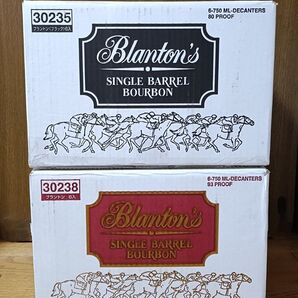 30235
ブラントン(ブラック)6入
6-750 ML-DECANTERS
80 PROOF
Blanton's
SINGLE BARREL
BOURBON
30238
ブラントン 6入
6-750 ML-DECANTERS
93 PROOF
Blanton's
SINGLE BARREL
BOURBON